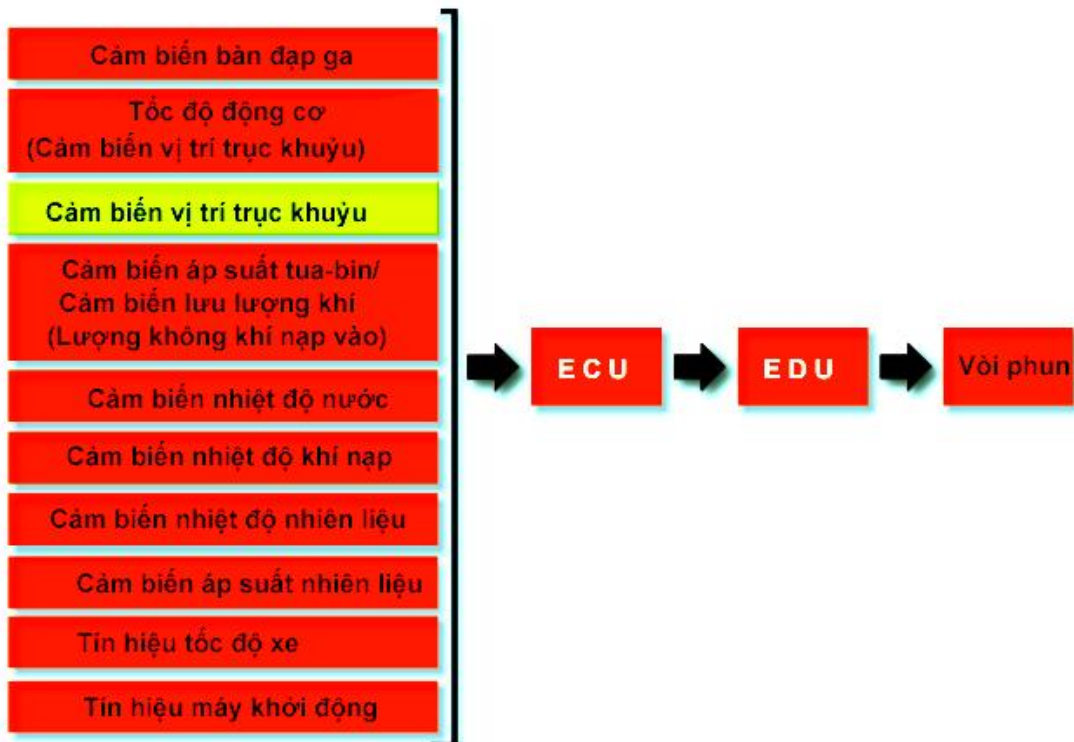 Cảm biến bàn đạp ga
Tốc độ động cơ
(Cảm biến vị trí trục khuỷu)
Cảm biến vị trí trục khuỷu
Cảm biến áp suất tua-bin/
Cảm biến lưu lượng khí
(Lượng không khí nạp vào)
Cảm biến nhiệt độ nước
Cảm biến nhiệt độ khí nạp
Cảm biến nhiệt độ nhiên liệu
Cảm biến áp suất nhiên liệu
Tín hiệu tốc độ xe
Tín hiệu máy khởi động
ECU
EDU
Vòi phun